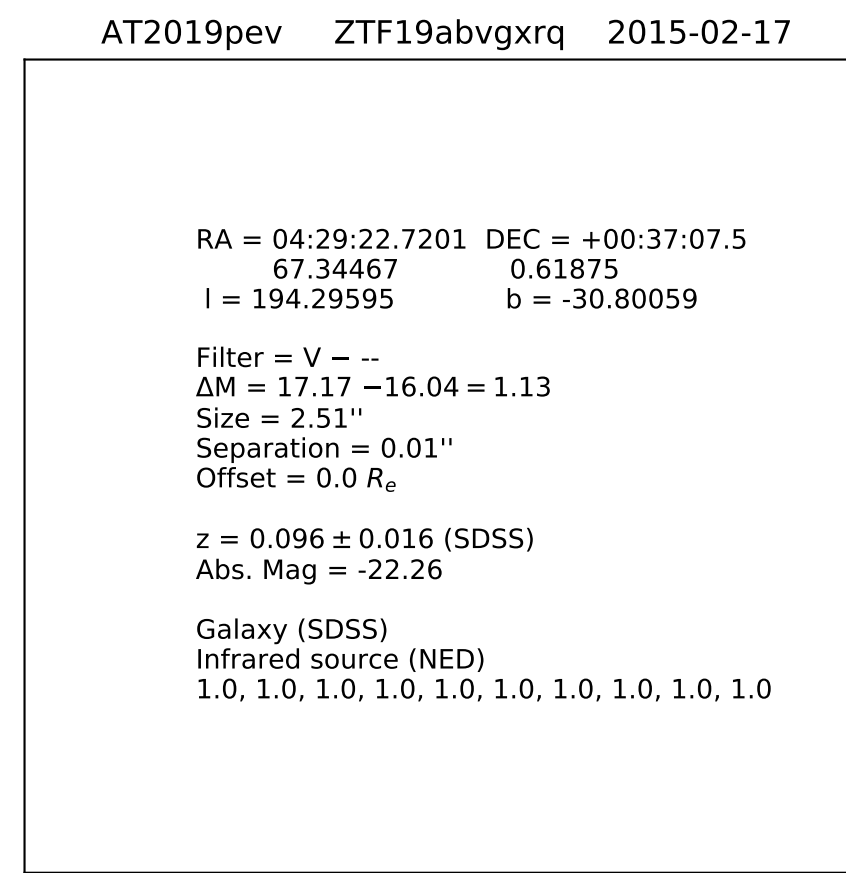 AT2019pev ZTF19abvgxrq 2015-02-17
RA = 04:29:22.7201 DEC = +00:37:07.5
67.34467 0.61875
l = 194.29595 b = -30.80059
Filter = V − --
ΔM = 17.17 −16.04 = 1.13
Size = 2.51''
Separation = 0.01''
Offset = 0.0 Re
z = 0.096 ± 0.016 (SDSS)
Abs. Mag = -22.26
Galaxy (SDSS)
Infrared source (NED)
1.0, 1.0, 1.0, 1.0, 1.0, 1.0, 1.0, 1.0, 1.0, 1.0